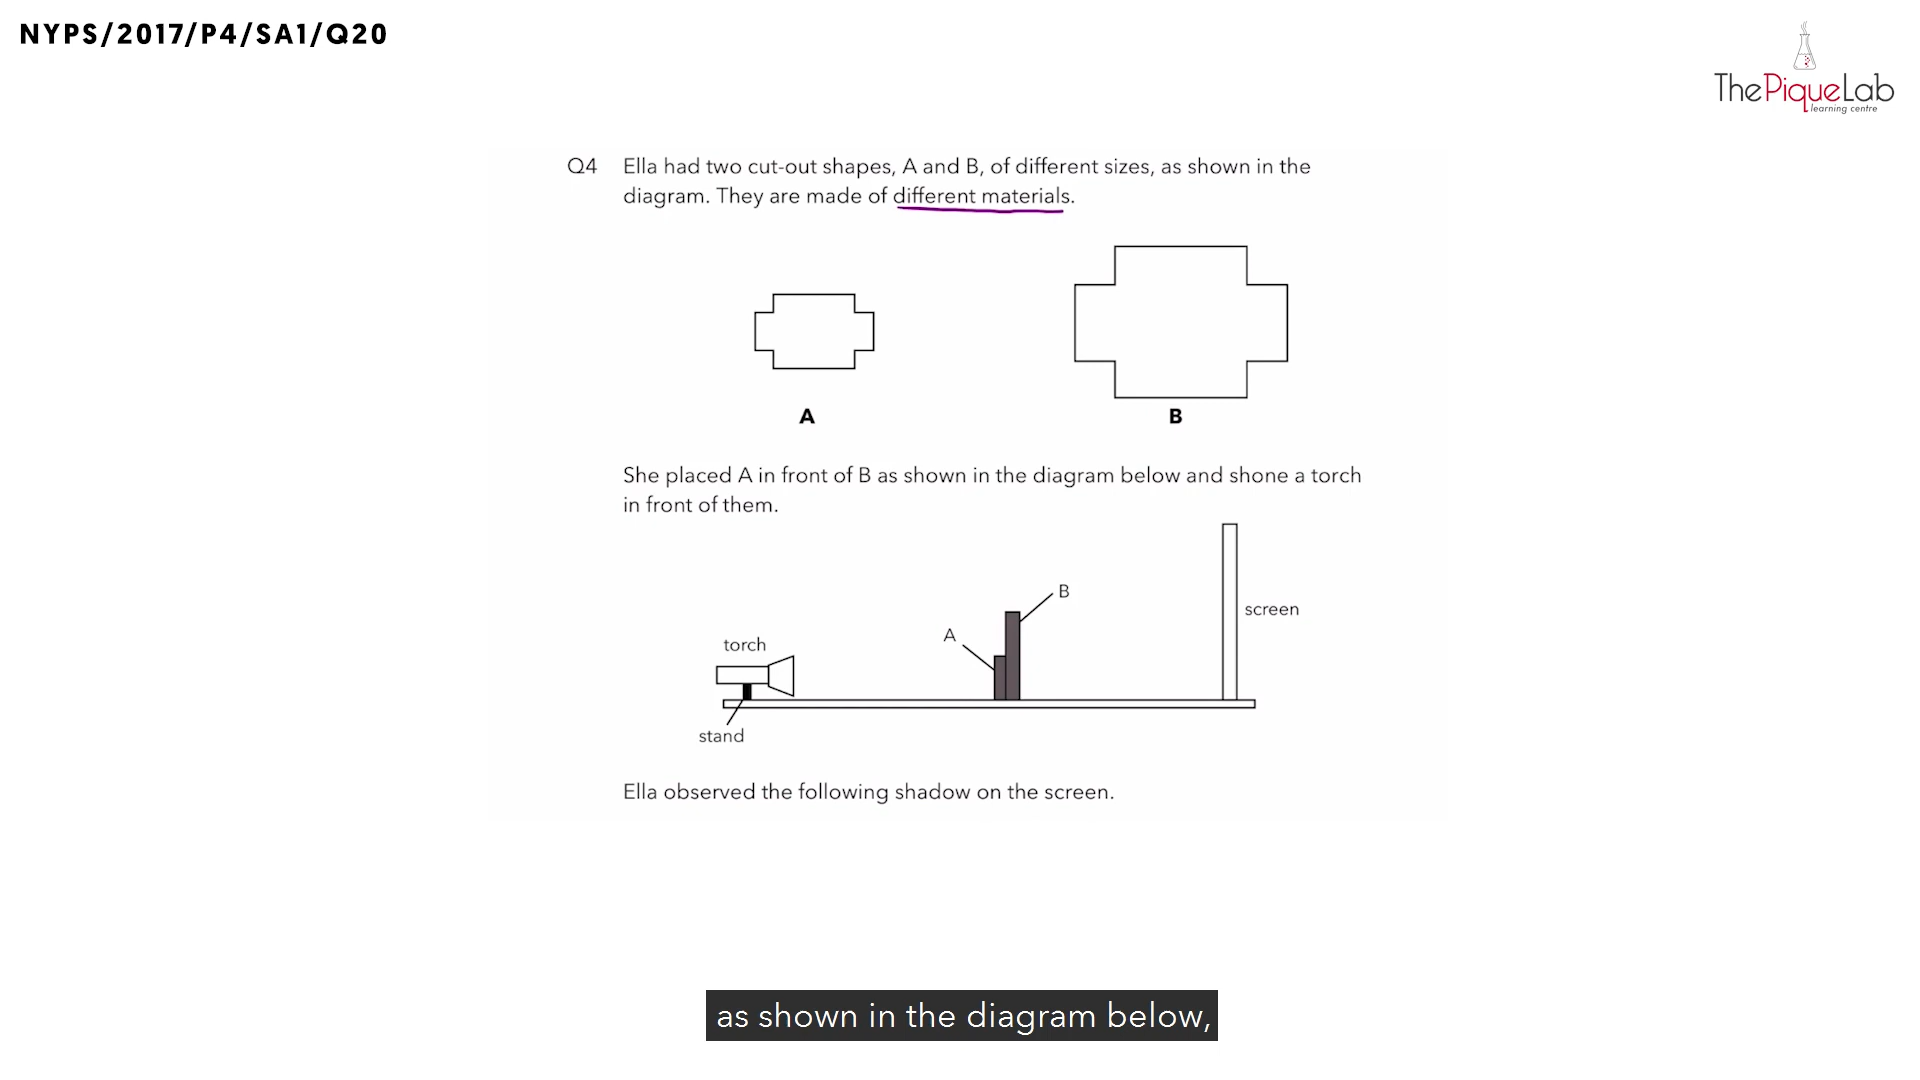 NYPS/2017/P4/SA1/Q20
ThePiqueLab
learning centre
Q4 Ella had two cut-out shapes, A and B, of different sizes, as shown in the
diagram. They are made of different materials.
A
B
She placed A in front of B as shown in the diagram below and shone a torch
in front of them.
B
screen
A
torch
stand
Ella observed the following shadow on the screen.
as shown in the diagram below,